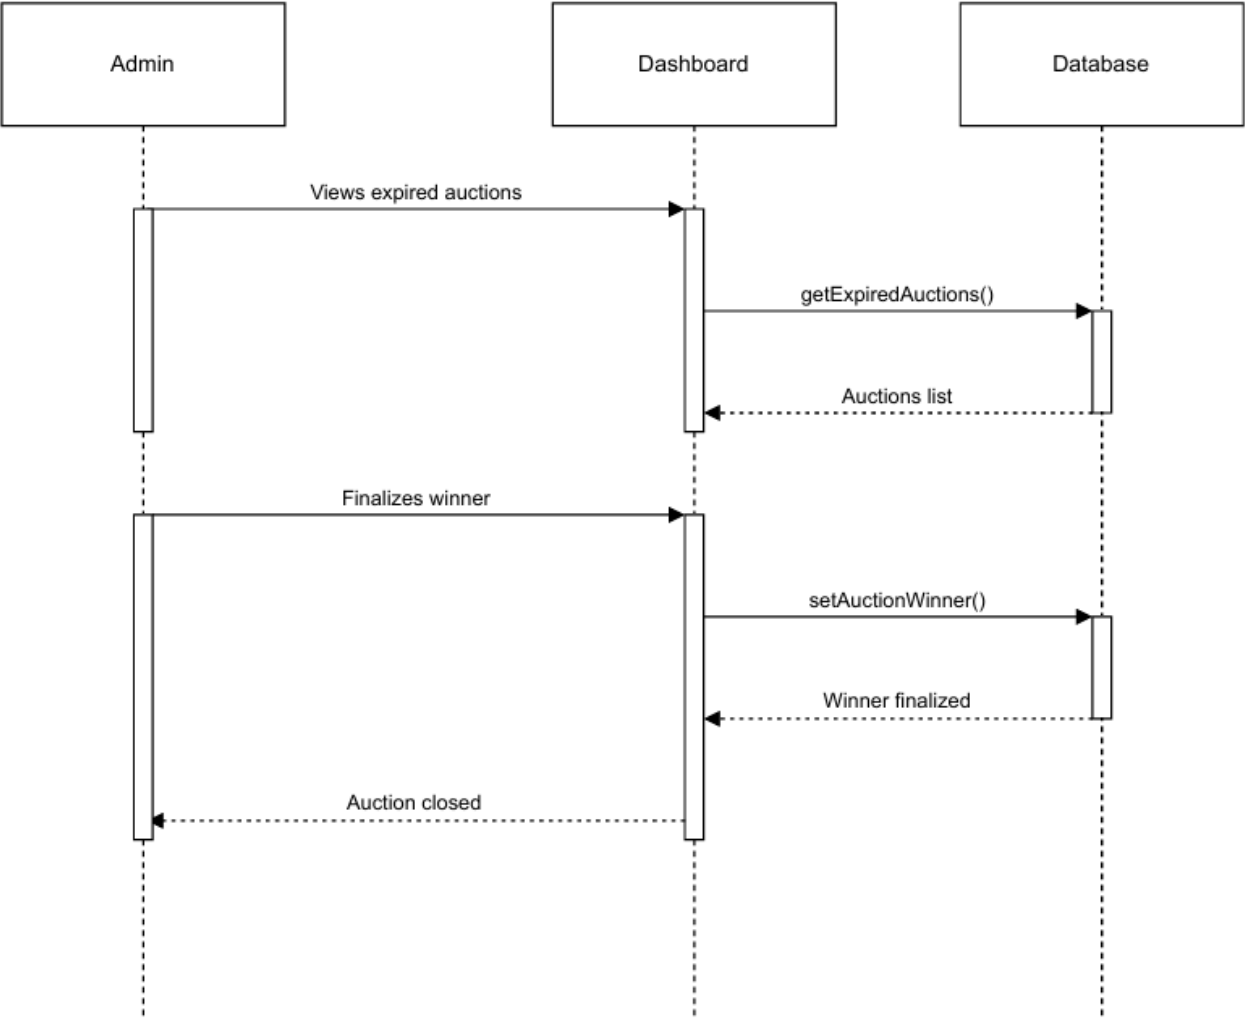 Admin
Dashboard
Database
Views expired auctions
getExpiredAuctions()
Auctions list
Finalizes winner
setAuctionWinner()
Winner finalized
Auction closed